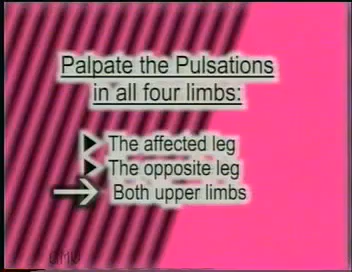 Palpate the Pulsations
in all four limbs:
The affected leg
The opposite leg
Both upper limbs